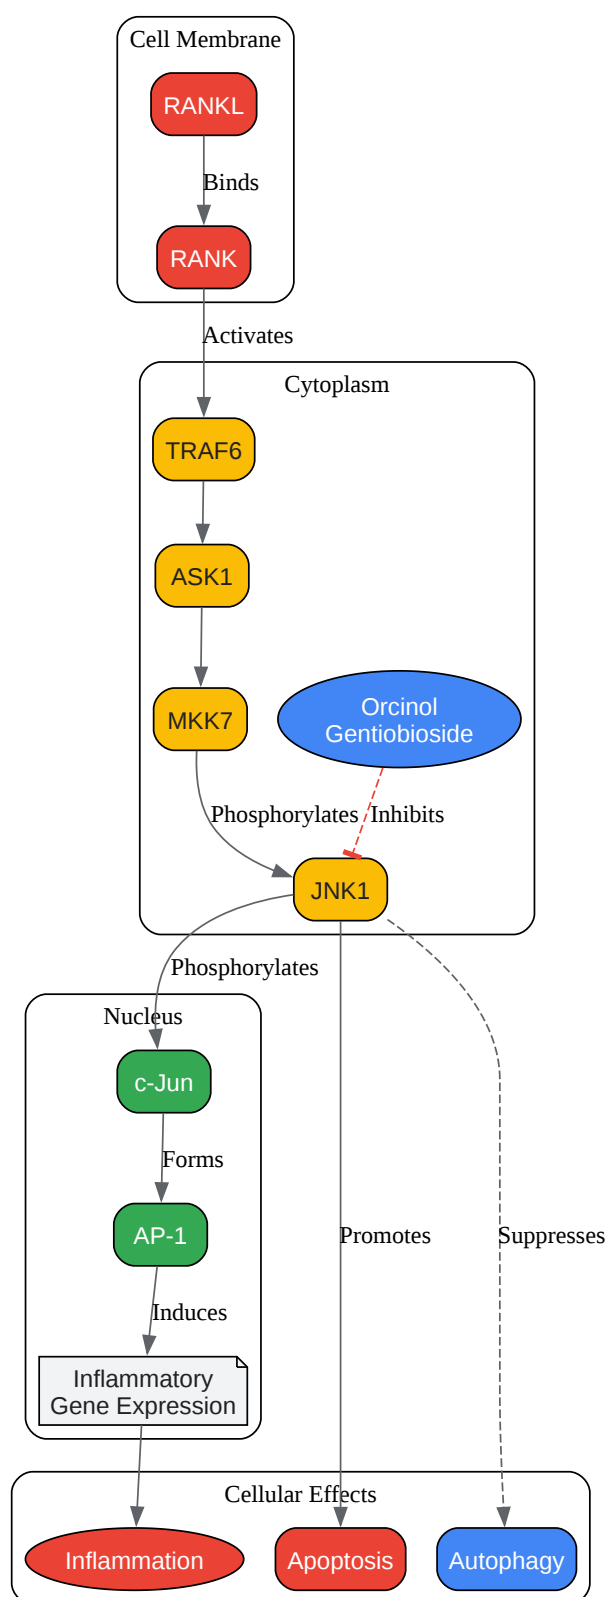 Cell Membrane
RANKL
Binds
RANK
Activates
Cytoplasm
TRAF6
ASK1
MKK7
Orcinol
Gentiobioside
Phosphorylates
Inhibits
JNK1
Phosphorylates
Nucleus
c-Jun
Forms
AP-1
Promotes
Suppresses
Induces
Inflammatory
Gene Expression
Cellular Effects
Inflammation
Apoptosis
Autophagy